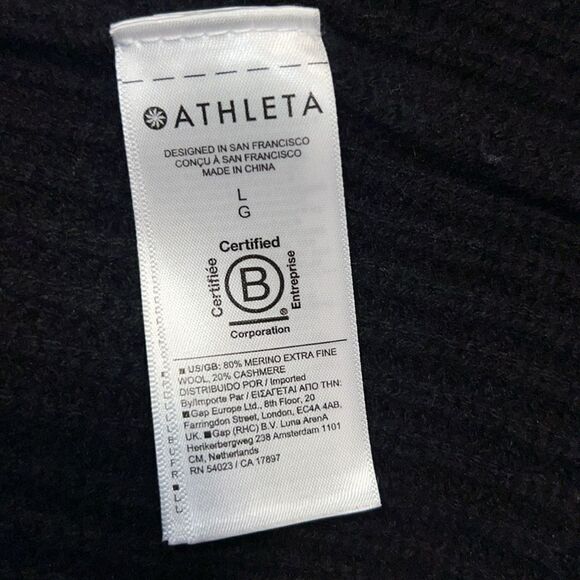 ATHLETA
DESIGNED IN SAN FRANCISCO
CONÇU À SAN FRANCISCO
MADE IN CHINA
L
G
Certified
Certifiée
B
Entreprise
®
Corporation
US/GB: 80% MERINO EXTRA FINE
WOOL, 20% CASHMERE
DISTRIBUIDO POR / Imported
By/Importe Par / ΕΙΣΑΓΕΤΑΙ ΑΠΟ ΤΗΝ:
Gap Europe Ltd., 8th Floor, 20
Farringdon Street, London, EC4A 4AB,
UK. Gap (RHC) B.V. Luna ArenA
Herikerbergweg 238 Amsterdam 1101
CM, Netherlands
RN 54023 / CA 17897